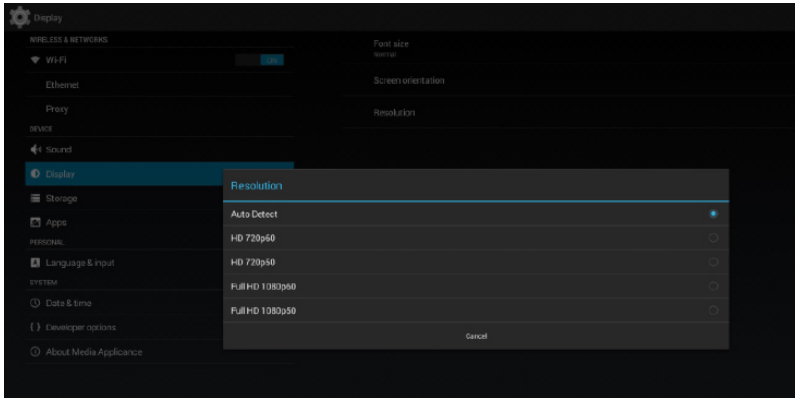 Display
WIRELESS & NETWORKS
Wi-Fi
ON
Ethernet
Proxy
DEVICE
Sound
Display
Storage
Apps
PERSONAL
Language & input
SYSTEM
Date & time
Developer options
About Media Applicance
Font size
Normal
Screen orientation
Resolution
Resolution
Auto Detect
HD 720p60
HD 720p50
Full HD 1080p60
Full HD 1080p50
Cancel